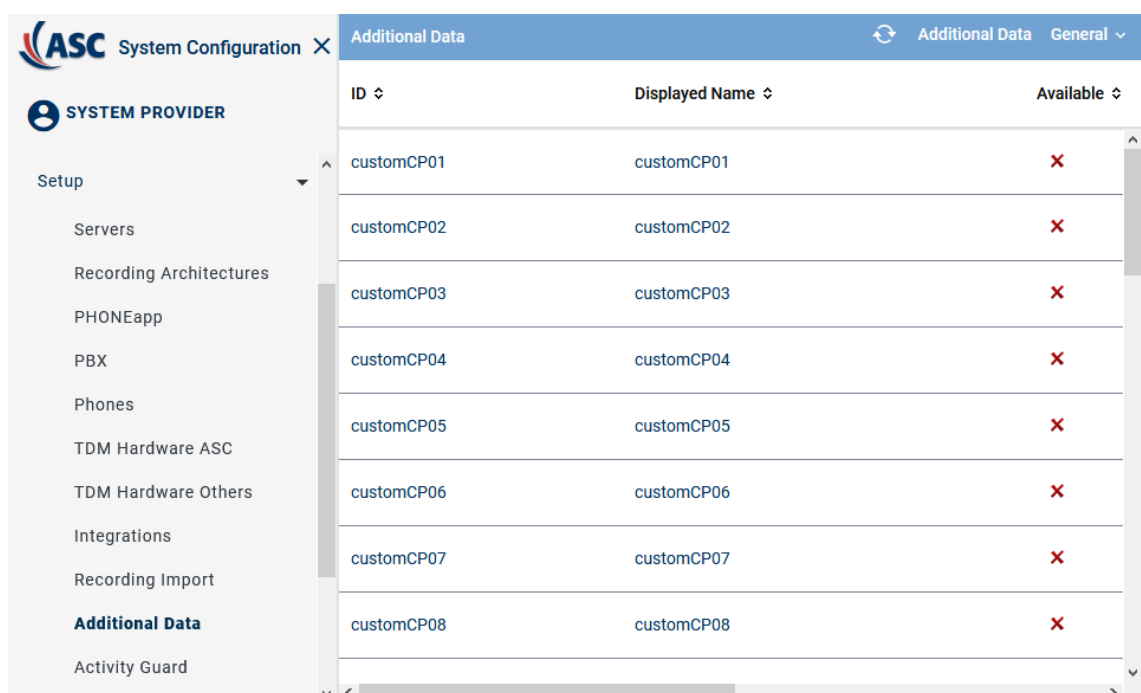 ASC System Configuration
SYSTEM PROVIDER
Setup
Servers
Recording Architectures
PHONEapp
PBX
Phones
TDM Hardware ASC
TDM Hardware Others
Integrations
Recording Import
Additional Data
Activity Guard
Additional Data Additional Data General
ID Displayed Name Available
customCP01 customCP01
customCP02 customCP02
customCP03 customCP03
customCP04 customCP04
customCP05 customCP05
customCP06 customCP06
customCP07 customCP07
customCP08 customCP08